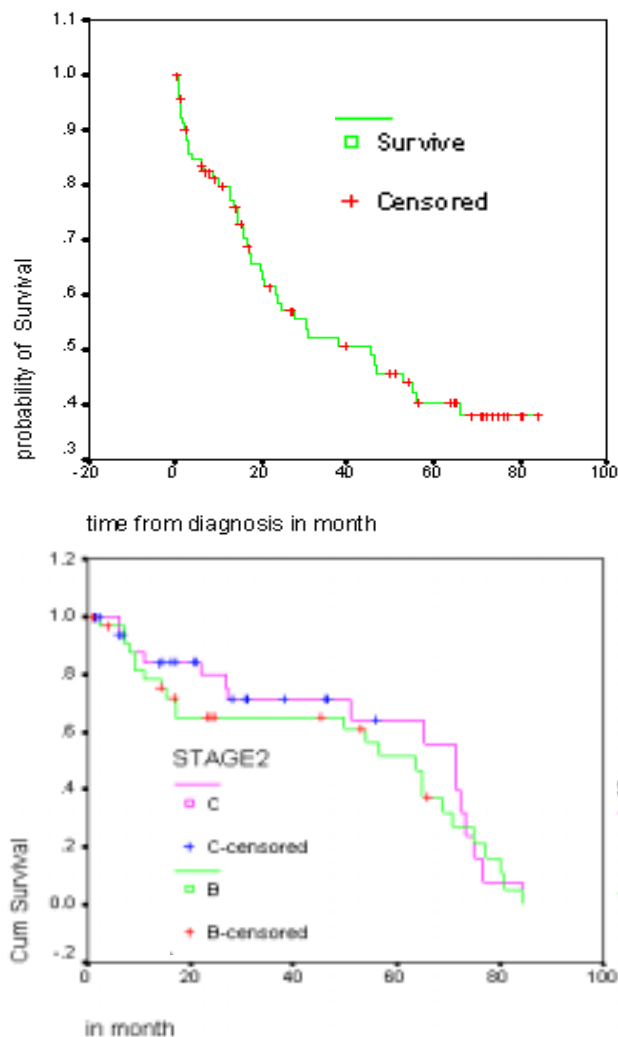 1.1
1.0
.9
.8
.7
.6
.5
.4
.3
probability of Survival
Survive
Censored
-20 0 20 40 60 80 100
time from diagnosis in month
1.2
1.0
.8
.6
.4
.2
0.0
-.2
Cum Survival
STAGE2
C
C-censored
B
B-censored
0 20 40 60 80 100
in month